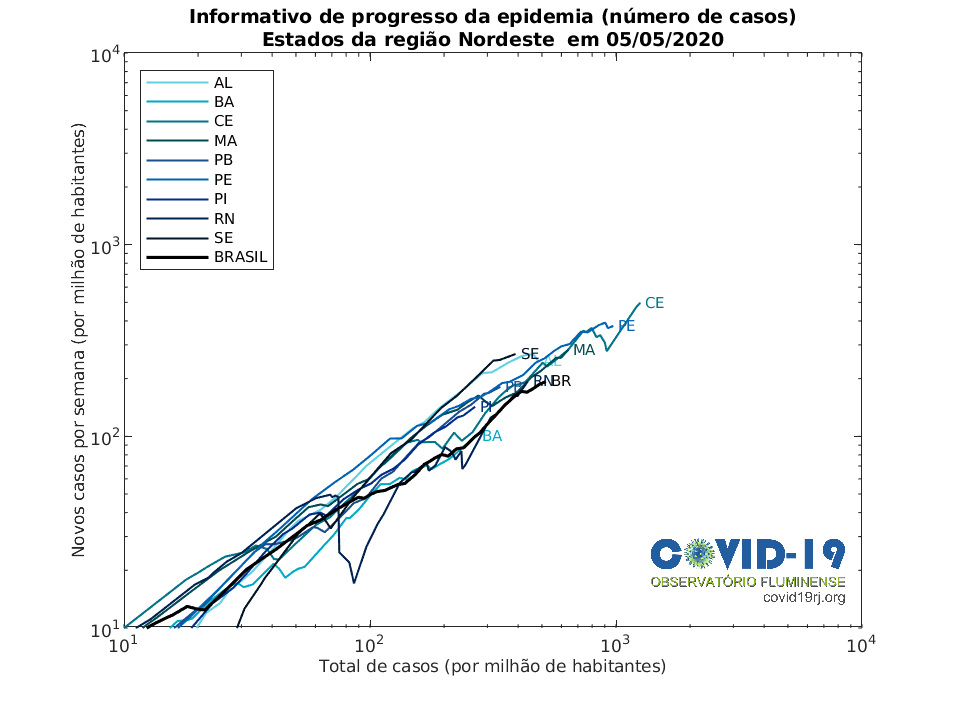 Informativo de progresso da epidemia (número de casos)
Estados da região Nordeste em 05/05/2020
Novos casos por semana (por milhão de habitantes)
10^4
10^3
10^2
10^1
AL
BA
CE
MA
PB
PE
PI
RN
SE
BRASIL
CE
PE
MA
SE
AL
PB
RN
BR
PI
BA
COVID-19
OBSERVATÓRIO FLUMINENSE
covid19rj.org
10^1
10^2
10^3
10^4
Total de casos (por milhão de habitantes)